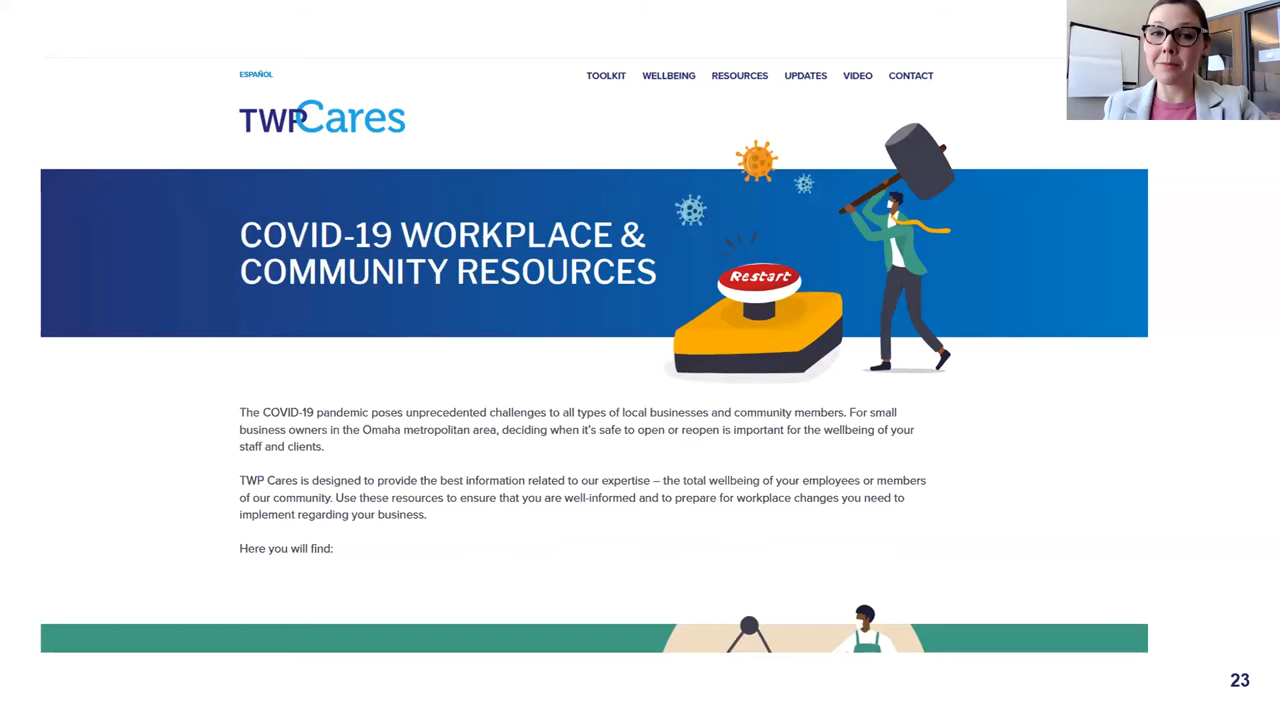 ESPAÑOL
TOOLKIT WELLBEING RESOURCES UPDATES VIDEO CONTACT
TWPCares
COVID-19 WORKPLACE &
COMMUNITY RESOURCES
Restart
The COVID-19 pandemic poses unprecedented challenges to all types of local businesses and community members. For small
business owners in the Omaha metropolitan area, deciding when it's safe to open or reopen is important for the wellbeing of your
staff and clients.
TWP Cares is designed to provide the best information related to our expertise – the total wellbeing of your employees or members
of our community. Use these resources to ensure that you are well-informed and to prepare for workplace changes you need to
implement regarding your business.
Here you will find:
23